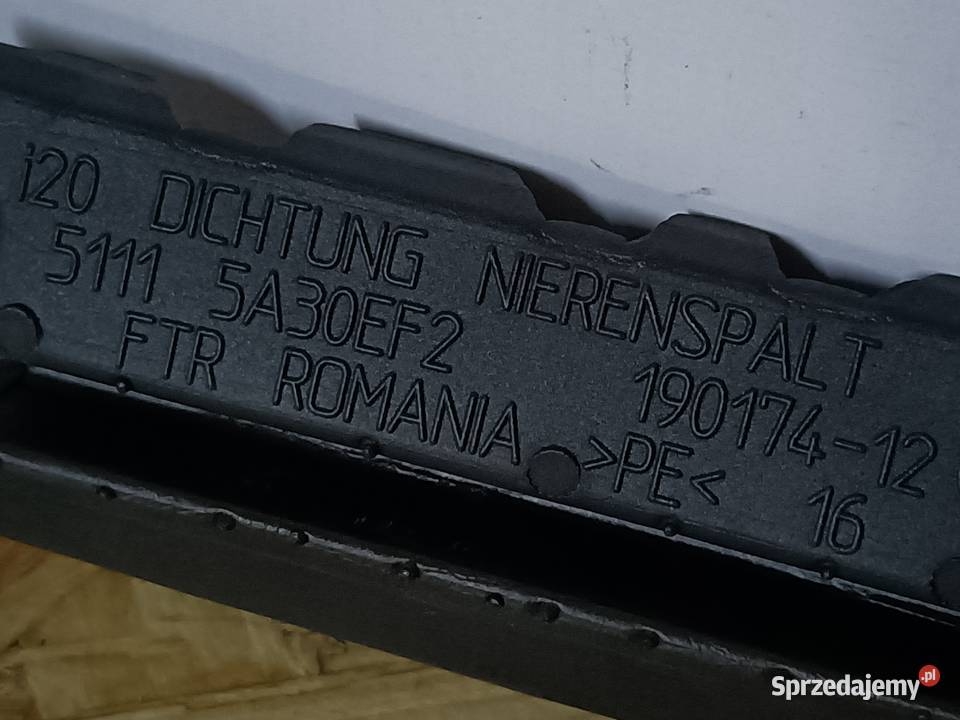 i20 DICHTUNG NIERENSPALT
5111 5A30EF2 190174-12
FTR ROMANIA >PE< 16
Sprzedajemy.pl